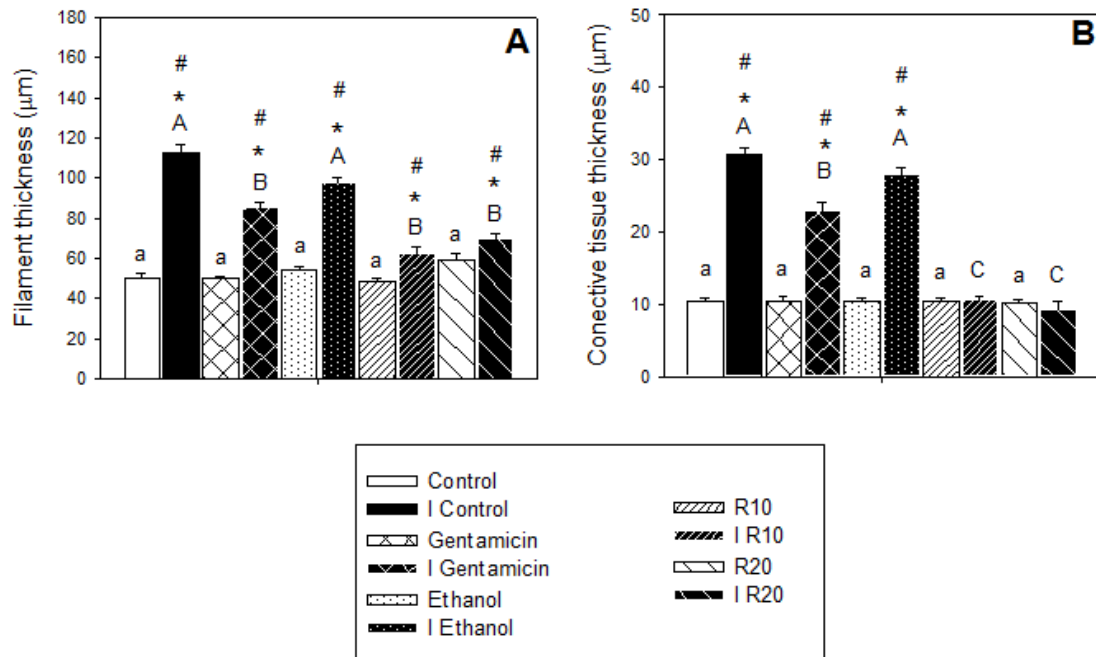 A
Filament thickness (μm)
180
160
140
120
100
80
60
40
20
0
a
#
*
A
a
#
*
B
a
#
*
A
a
#
*
B
a
#
*
B
B
Conective tissue thickness (μm)
50
40
30
20
10
0
a
#
*
A
a
#
*
B
a
#
*
A
a
C
a
C
Control
I Control
Gentamicin
I Gentamicin
Ethanol
I Ethanol
R10
I R10
R20
I R20